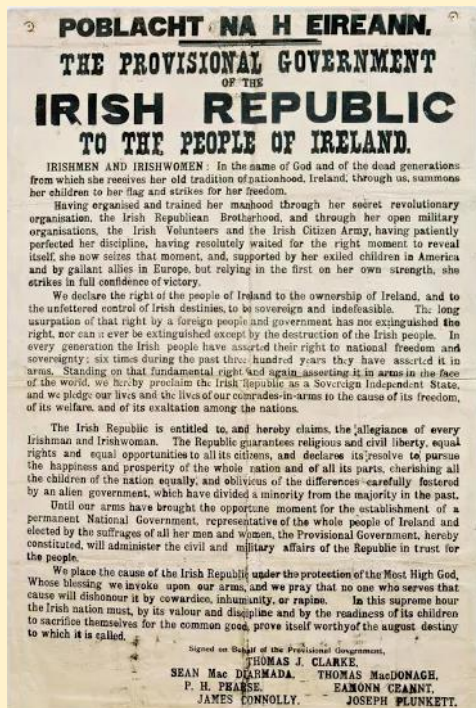 POBLACHT NA H EIREANN.
THE PROVISIONAL GOVERNMENT
OF THE
IRISH REPUBLIC
TO THE PEOPLE OF IRELAND.
IRISHMEN AND IRISHWOMEN: In the name of God and of the dead generations
from which she receives her old tradition of nationhood, Ireland, through us, summons
her children to her flag and strikes for her freedom.
Having organised and trained her manhood through her secret revolutionary
organisation, the Irish Republican Brotherhood, and through her open military
organisations, the Irish Volunteers and the Irish Citizen Army, having patiently
perfected her discipline, having resolutely waited for the right moment to reveal
itself, she now seizes that moment, and, supported by her exiled children in America
and by gallant allies in Europe, but relying in the first on her own strength, she
strikes in full confidence of victory.
We declare the right of the people of Ireland to the ownership of Ireland, and to
the unfettered control of Irish destinies, to be sovereign and indefeasible. The long
usurpation of that right by a foreign people and government has not extinguished the
right, nor can it ever be extinguished except by the destruction of the Irish people. In
every generation the Irish people have asserted their right to national freedom and
sovereignty; six times during the past three hundred years they have asserted it in
arms. Standing on that fundamental right and again asserting it in arms in the face
of the world, we hereby proclaim the Irish Republic as a Sovereign Independent State,
and we pledge our lives and the lives of our comrades-in-arms to the cause of its freedom,
of its welfare, and of its exaltation among the nations.
The Irish Republic is entitled to, and hereby claims, the allegiance of every
Irishman and Irishwoman. The Republic guarantees religious and civil liberty, equal
rights and equal opportunities to all its citizens, and declares its resolve to pursue
the happiness and prosperity of the whole nation and of all its parts, cherishing all
the children of the nation equally, and oblivious of the differences carefully fostered
by an alien government, which have divided a minority from the majority in the past.
Until our arms have brought the opportune moment for the establishment of a
permanent National Government, representative of the whole people of Ireland and
elected by the suffrages of all her men and women, the Provisional Government, hereby
constituted, will administer the civil and military affairs of the Republic in trust for
the people.
We place the cause of the Irish Republic under the protection of the Most High God,
Whose blessing we invoke upon our arms, and we pray that no one who serves that
cause will dishonour it by cowardice, inhumanity, or rapine. In this supreme hour
the Irish nation must, by its valour and discipline and by the readiness of its children
to sacrifice themselves for the common good, prove itself worthy of the august destiny
to which it is called.
Signed on Behalf of the Provisional Government,
THOMAS J. CLARKE,
SEAN Mac DIARMADA, THOMAS MacDONAGH,
P. H. PEARSE, EAMONN CEANNT,
JAMES CONNOLLY, JOSEPH PLUNKETT.